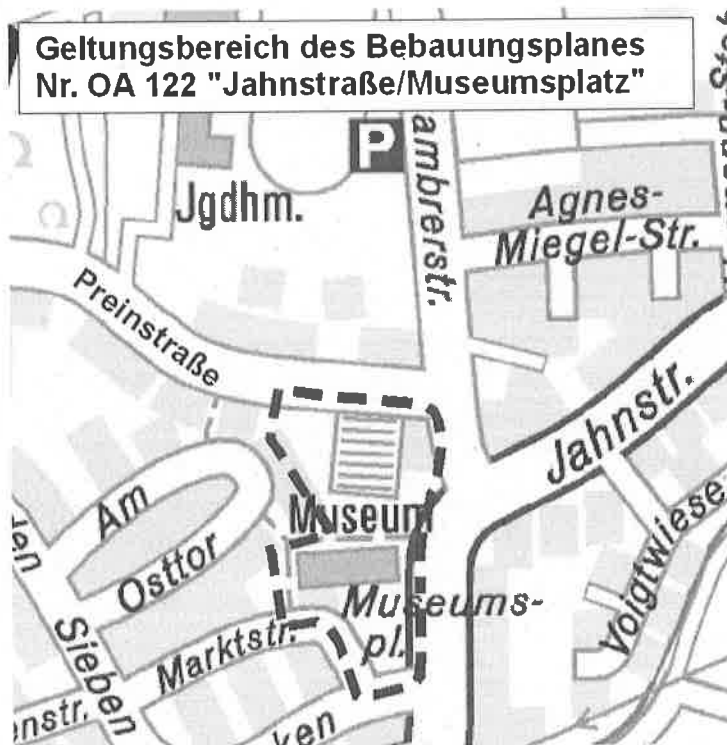 Geltungsbereich des Bebauungsplanes
Nr. OA 122 "Jahnstraße/Museumsplatz"
P
Jgdhm.
ambrerstr.
Agnes-
Miegel-Str.
Preinstraße
Jahnstr.
Am
Osttor
Museum
Museums-
pl.
Voigtwiese
Marktstr.
Sieben
enstr.
ken